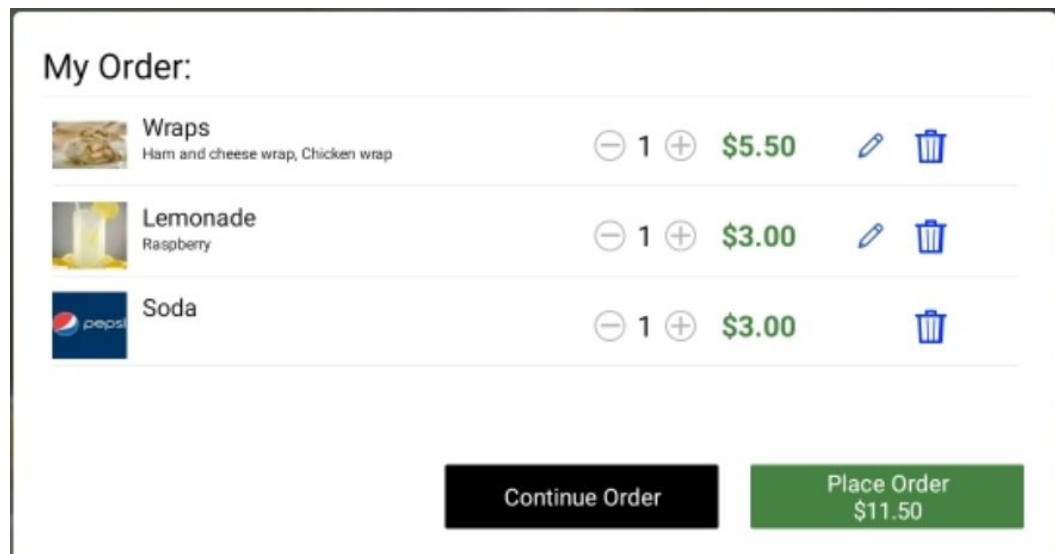 My Order:
Wraps
Ham and cheese wrap, Chicken wrap
1 $5.50
Lemonade
Raspberry
1 $3.00
pepsi
Soda
1 $3.00
Continue Order
Place Order
$11.50